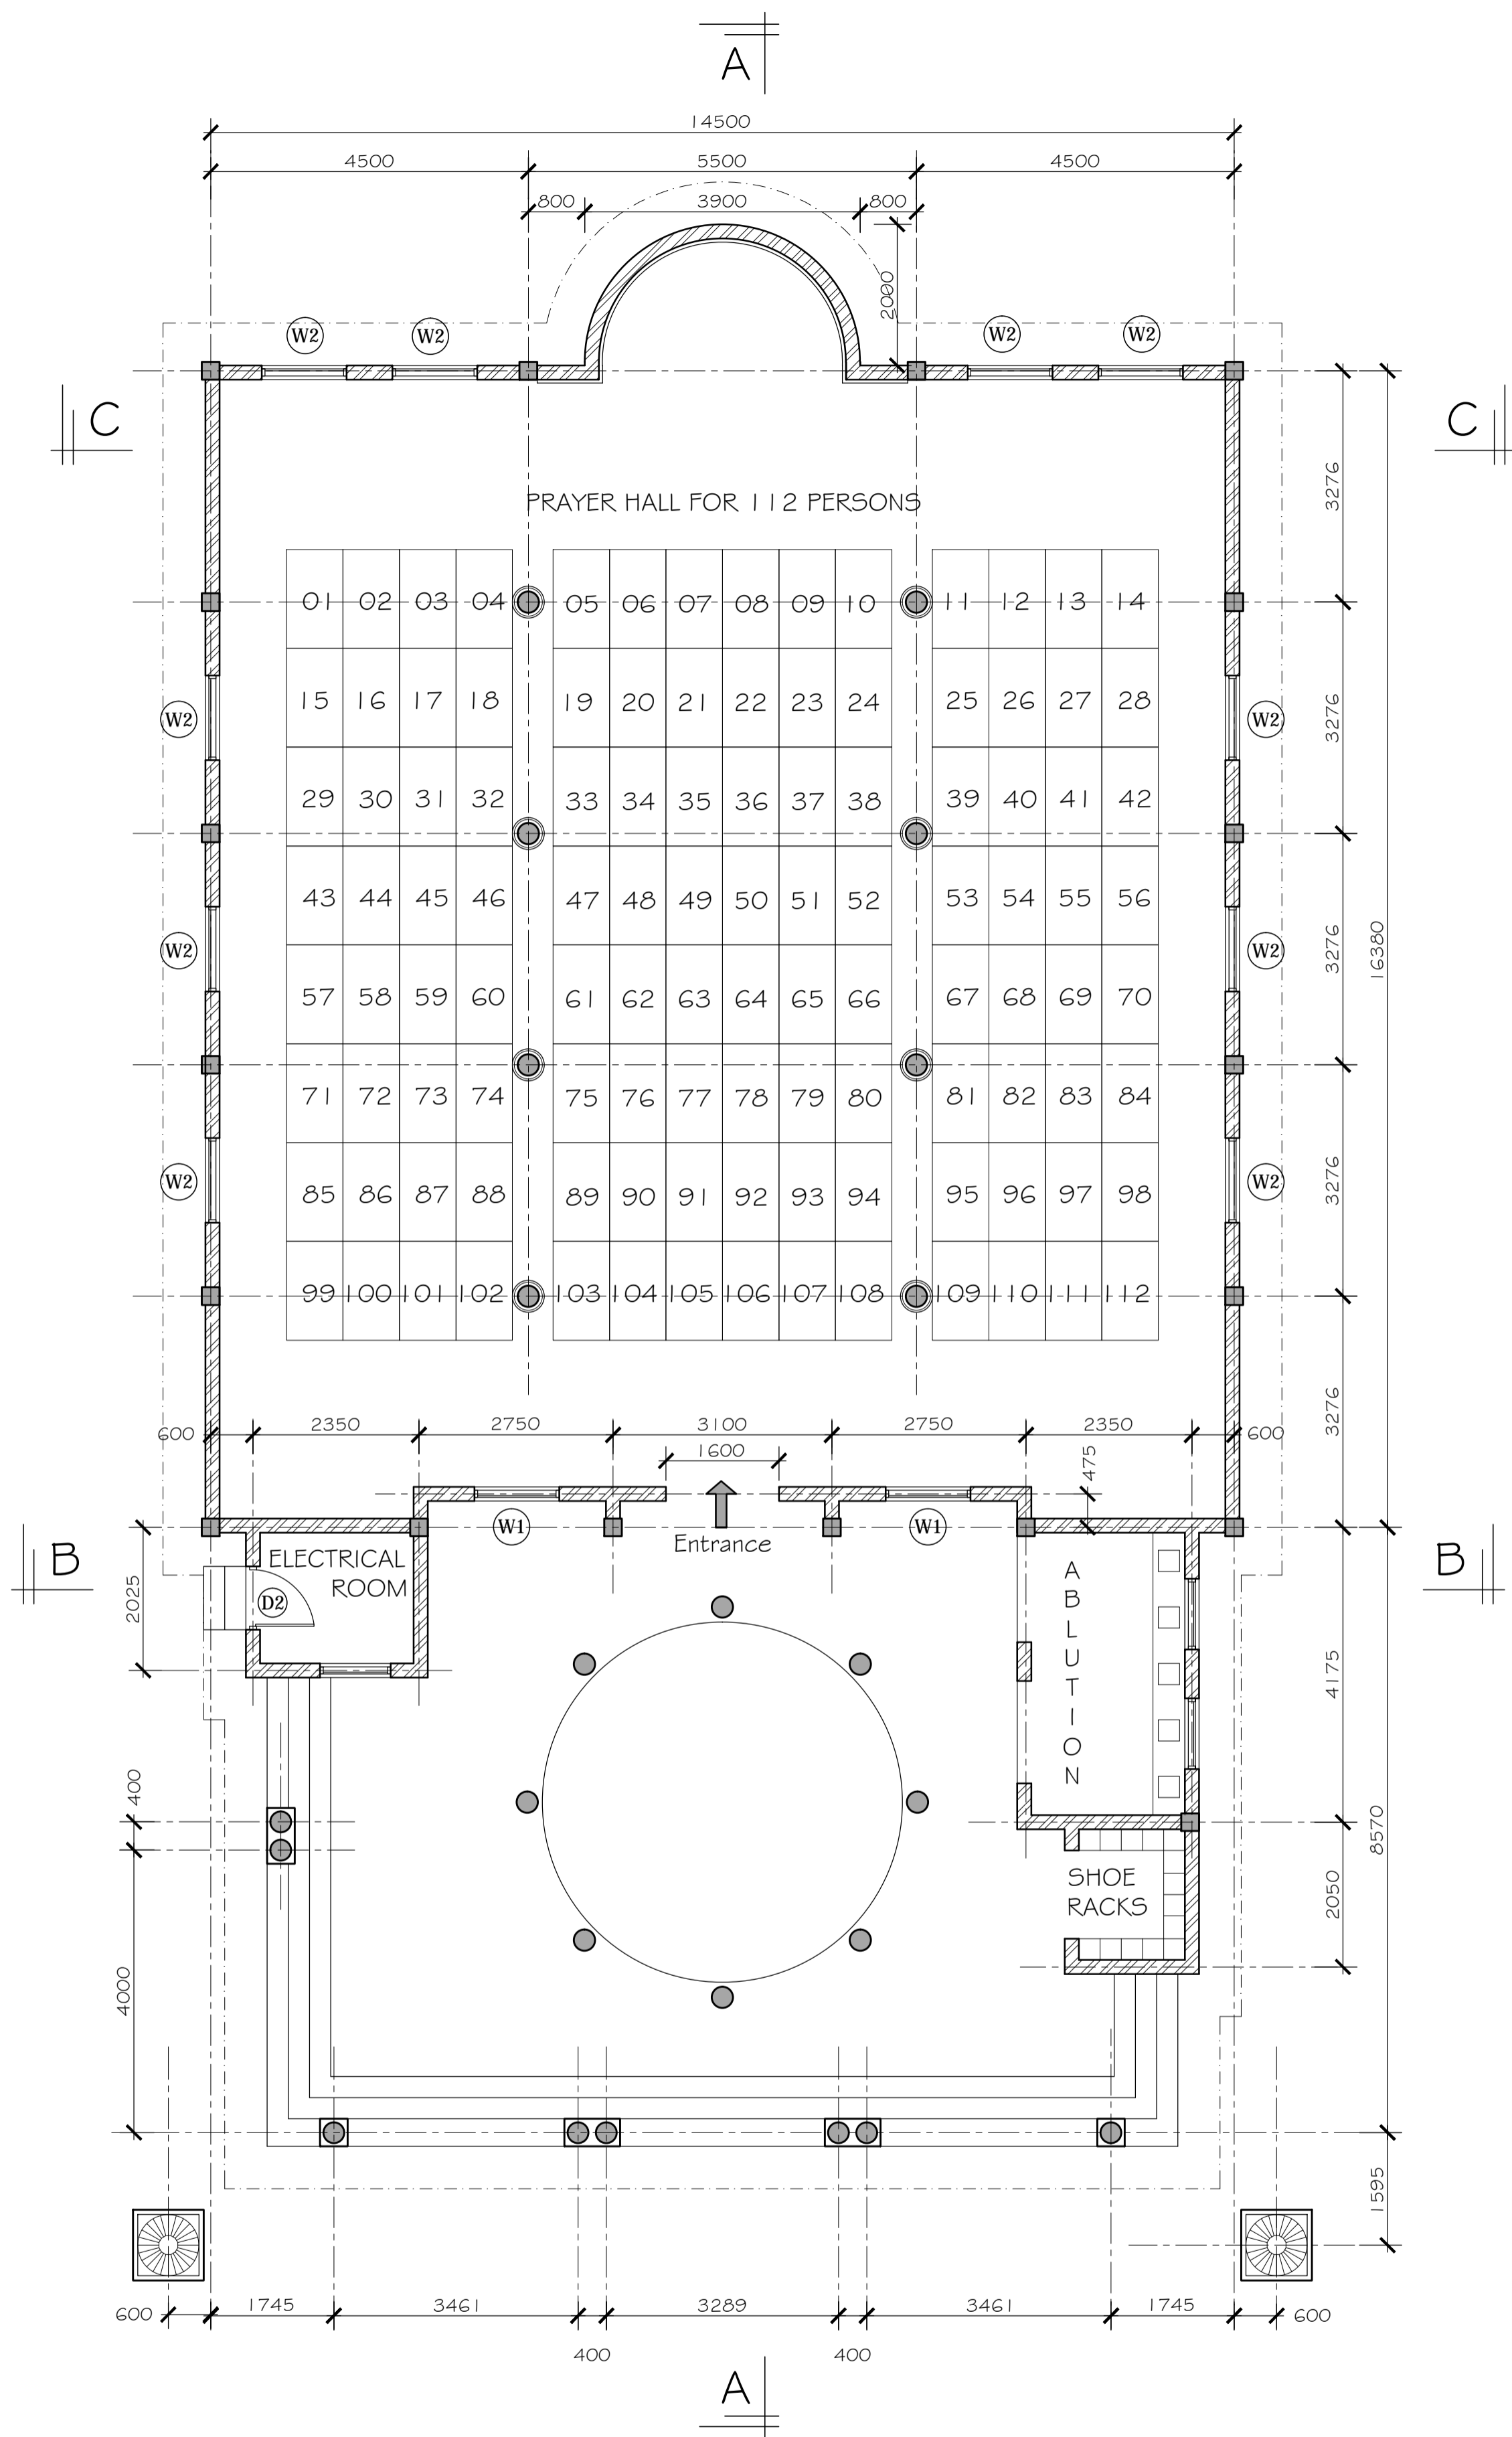 A
14500
4500 5500 4500
800 3900 800
2000
W2 W2 W2 W2
C C
3276
PRAYER HALL FOR 112 PERSONS
01 02 03 04 05 06 07 08 09 10 11 12 13 14
15 16 17 18 19 20 21 22 23 24 25 26 27 28
W2 W2
3276
29 30 31 32 33 34 35 36 37 38 39 40 41 42
43 44 45 46 47 48 49 50 51 52 53 54 55 56
W2 W2
3276
16380
57 58 59 60 61 62 63 64 65 66 67 68 69 70
71 72 73 74 75 76 77 78 79 80 81 82 83 84
W2 W2
3276
85 86 87 88 89 90 91 92 93 94 95 96 97 98
99 100 101 102 103 104 105 106 107 108 109 110 111 112
3276
600 2350 2750 3100 2750 2350 600
1600
475
W1 W1
Entrance
B B
ELECTRICAL
ROOM
D2
2025
ABLUTION
4175
400
8570
SHOE
RACKS
2050
4000
1595
600 1745 3461 3289 3461 1745 600
400 400
A